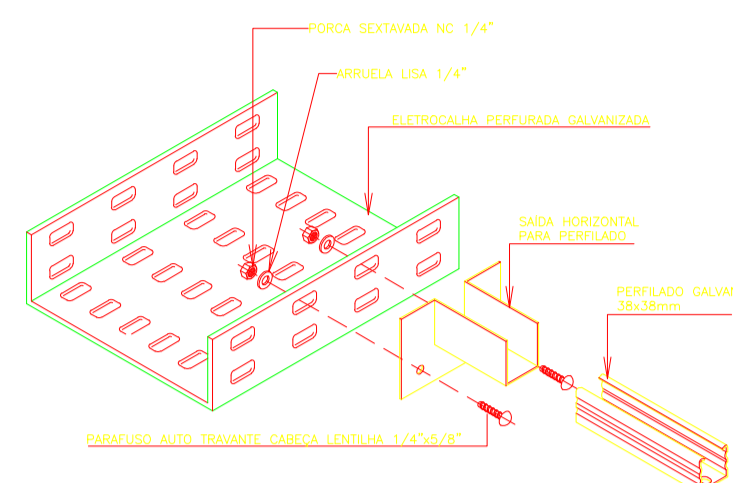 PORCA SEXTAVADA NC 1/4"
ARRUELA LISA 1/4"
ELETROCALHA PERFURADA GALVANIZADA
SAÍDA HORIZONTAL
PARA PERFILADO
PERFILADO GALVAN
38x38mm
PARAFUSO AUTO TRAVANTE CABEÇA LENTILHA 1/4"x5/8"